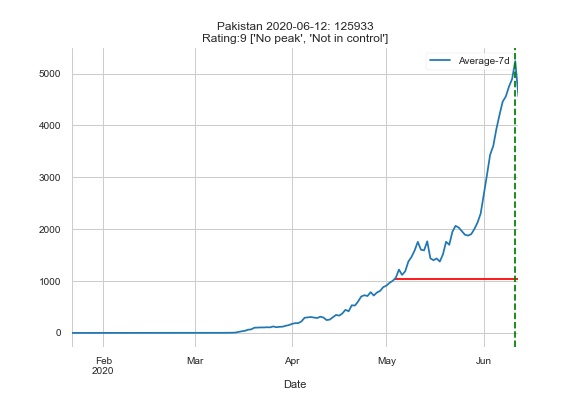 Pakistan 2020-06-12: 125933
Rating:9 ['No peak', 'Not in control']
Average-7d
5000
4000
3000
2000
1000
0
Feb
2020
Mar
Apr
May
Jun
Date